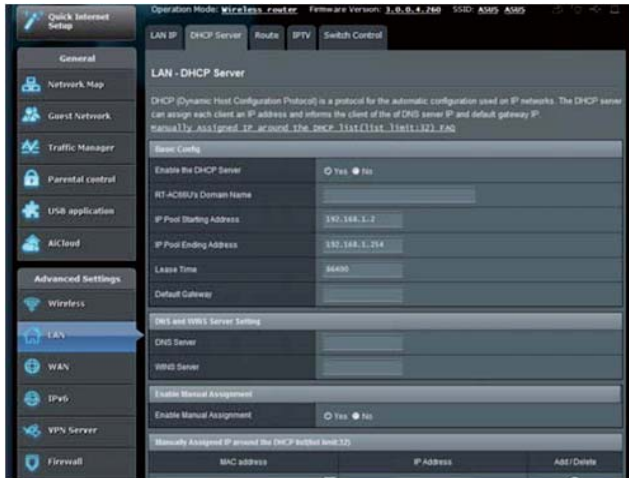 Quick Internet Setup
Operation Mode: Wireless router Firmware Version: 3.0.0.4.260 SSID: ASUS ASUS
LAN IP DHCP Server Route IPTV Switch Control
General
Network Map
Guest Network
Traffic Manager
Parental control
USB application
AiCloud
Advanced Settings
Wireless
LAN
WAN
IPv6
VPN Server
Firewall
LAN - DHCP Server
DHCP (Dynamic Host Configuration Protocol) is a protocol for the automatic configuration used on IP networks. The DHCP server
can assign each client an IP address and informs the client of the of DNS server IP and default gateway IP.
Manually Assigned IP around the DHCP list(list limit:32) FAQ
Basic Config
Enable the DHCP Server Yes No
RT-AC66U's Domain Name
IP Pool Starting Address 192.168.1.2
IP Pool Ending Address 192.168.1.254
Lease Time 86400
Default Gateway
DNS and WINS Server Setting
DNS Server
WINS Server
Enable Manual Assignment
Enable Manual Assignment Yes No
Manually Assigned IP around the DHCP list(list limit:32)
MAC address IP Address Add / Delete